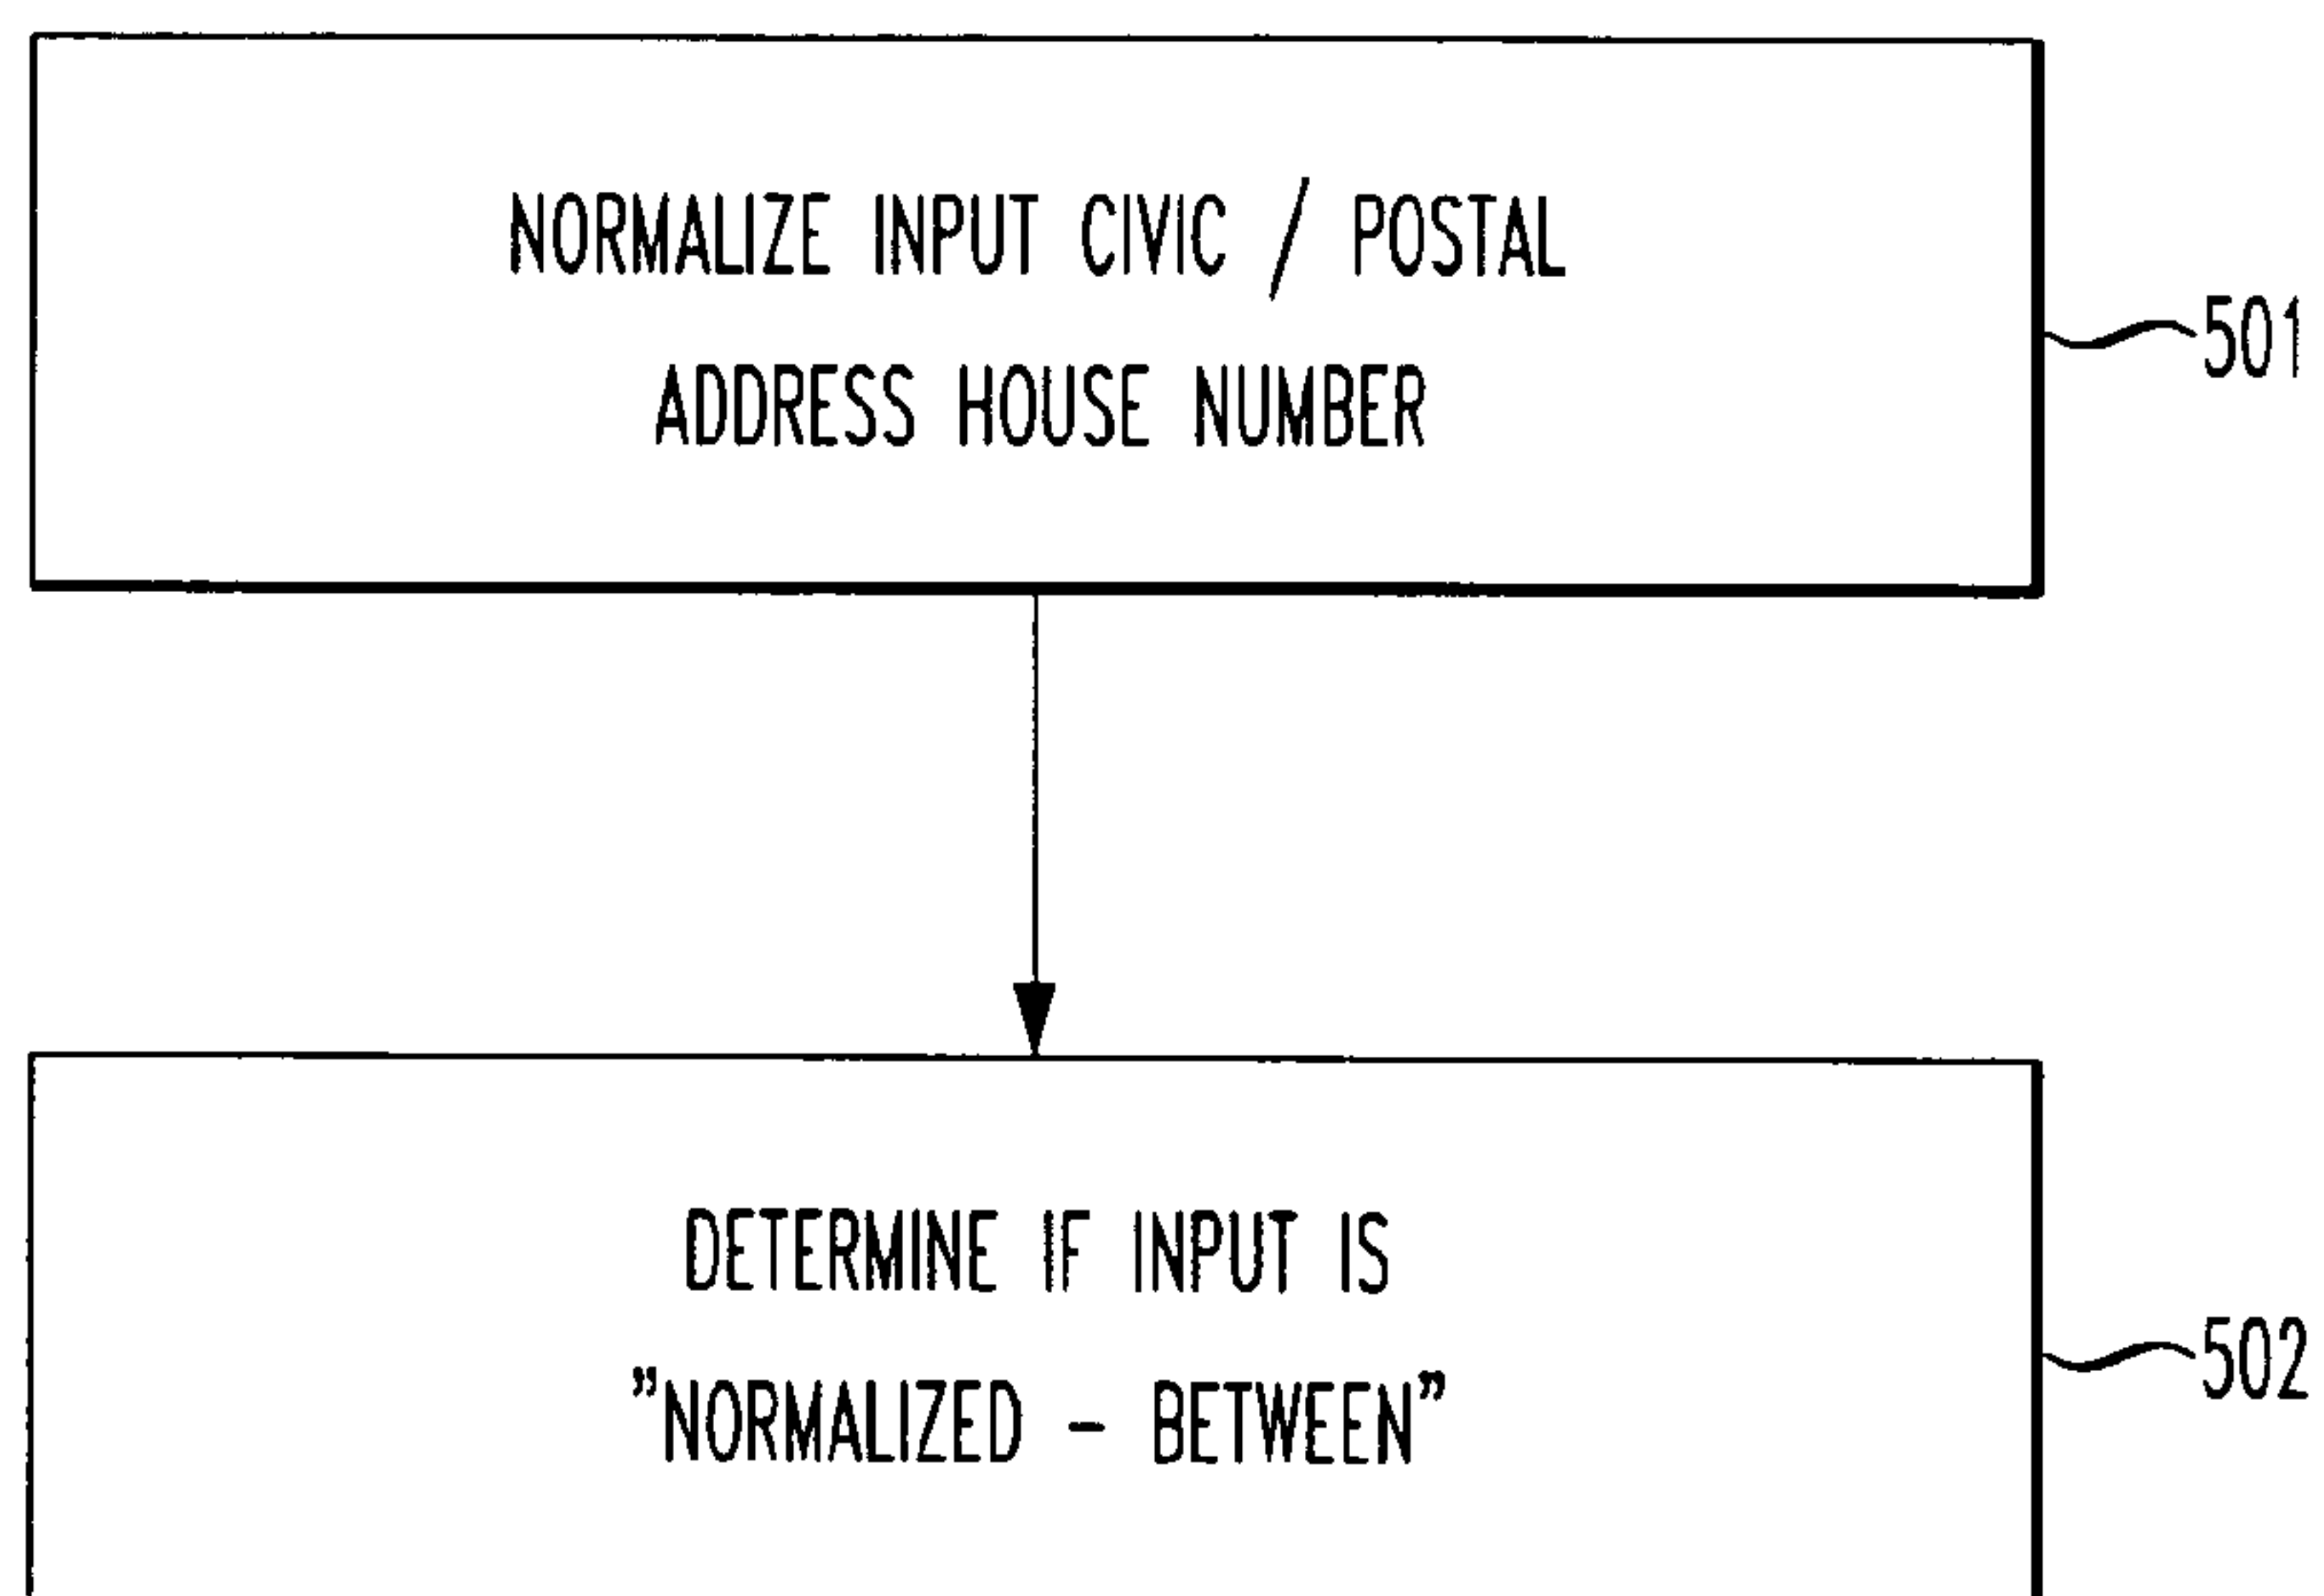 NORMALIZE INPUT CIVIC / POSTAL
ADDRESS HOUSE NUMBER
501
DETERMINE IF INPUT IS
”NORMALIZED - BETWEEN”
502